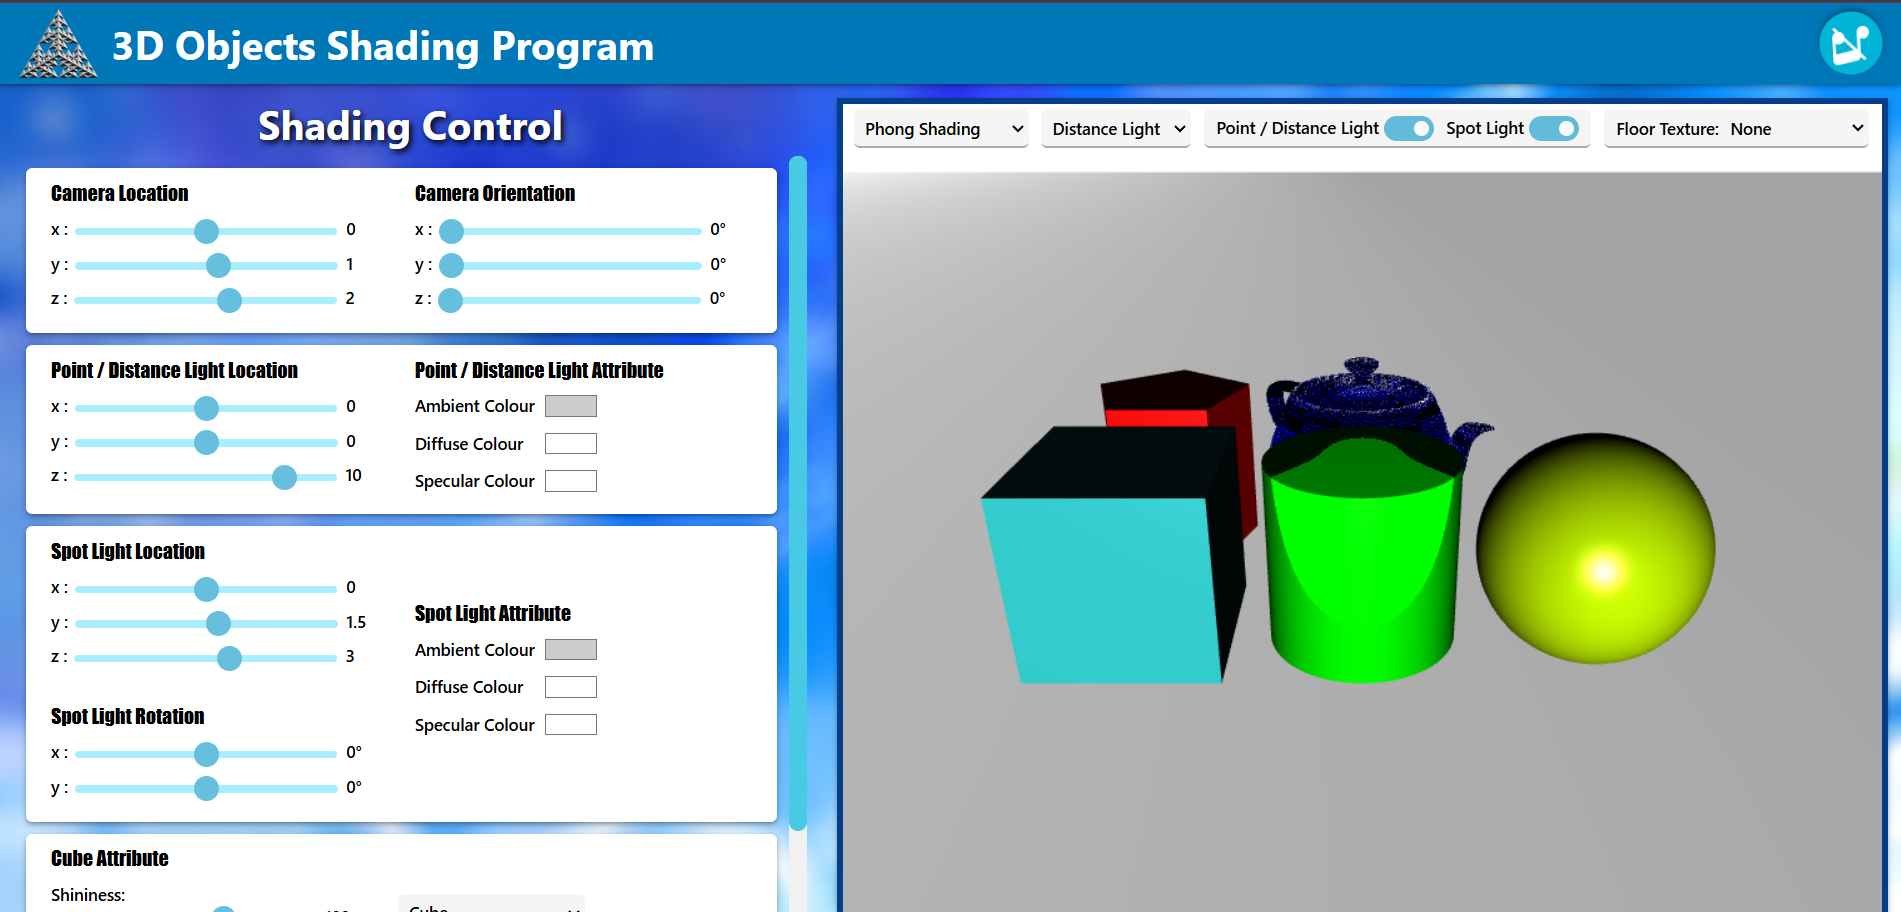 3D Objects Shading Program
Shading Control
Camera Location
x : 0
y : 1
z : 2
Camera Orientation
x : 0°
y : 0°
z : 0°
Point / Distance Light Location
x : 0
y : 0
z : 10
Point / Distance Light Attribute
Ambient Colour
Diffuse Colour
Specular Colour
Spot Light Location
x : 0
y : 1.5
z : 3
Spot Light Rotation
x : 0°
y : 0°
Spot Light Attribute
Ambient Colour
Diffuse Colour
Specular Colour
Cube Attribute
Shininess:
Cube
Phong Shading
Distance Light
Point / Distance Light
Spot Light
Floor Texture: None